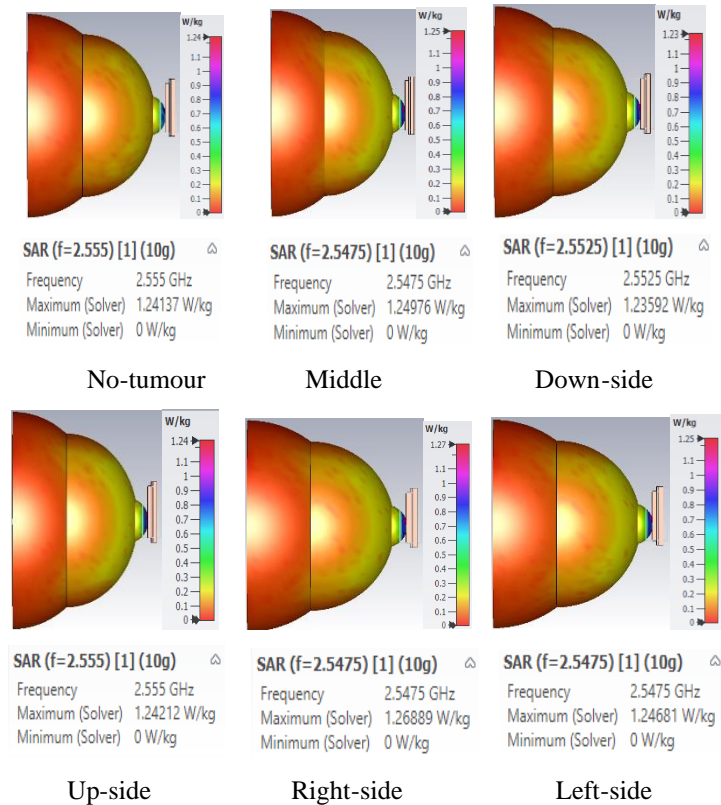 W/kg
1.24
1.1
1
0.9
0.8
0.7
0.6
0.5
0.4
0.3
0.2
0.1
0
SAR (f=2.555) [1] (10g)
Frequency 2.555 GHz
Maximum (Solver) 1.24137 W/kg
Minimum (Solver) 0 W/kg
No-tumour
W/kg
1.25
1.1
1
0.9
0.8
0.7
0.6
0.5
0.4
0.3
0.2
0.1
0
SAR (f=2.5475) [1] (10g)
Frequency 2.5475 GHz
Maximum (Solver) 1.24976 W/kg
Minimum (Solver) 0 W/kg
Middle
W/kg
1.23
1.1
1
0.9
0.8
0.7
0.6
0.5
0.4
0.3
0.2
0.1
0
SAR (f=2.5525) [1] (10g)
Frequency 2.5525 GHz
Maximum (Solver) 1.23592 W/kg
Minimum (Solver) 0 W/kg
Down-side
W/kg
1.24
1.1
1
0.9
0.8
0.7
0.6
0.5
0.4
0.3
0.2
0.1
0
SAR (f=2.555) [1] (10g)
Frequency 2.555 GHz
Maximum (Solver) 1.24212 W/kg
Minimum (Solver) 0 W/kg
Up-side
W/kg
1.27
1.1
1
0.9
0.8
0.7
0.6
0.5
0.4
0.3
0.2
0.1
0
SAR (f=2.5475) [1] (10g)
Frequency 2.5475 GHz
Maximum (Solver) 1.26889 W/kg
Minimum (Solver) 0 W/kg
Right-side
W/kg
1.25
1.1
1
0.9
0.8
0.7
0.6
0.5
0.4
0.3
0.2
0.1
0
SAR (f=2.5475) [1] (10g)
Frequency 2.5475 GHz
Maximum (Solver) 1.24681 W/kg
Minimum (Solver) 0 W/kg
Left-side